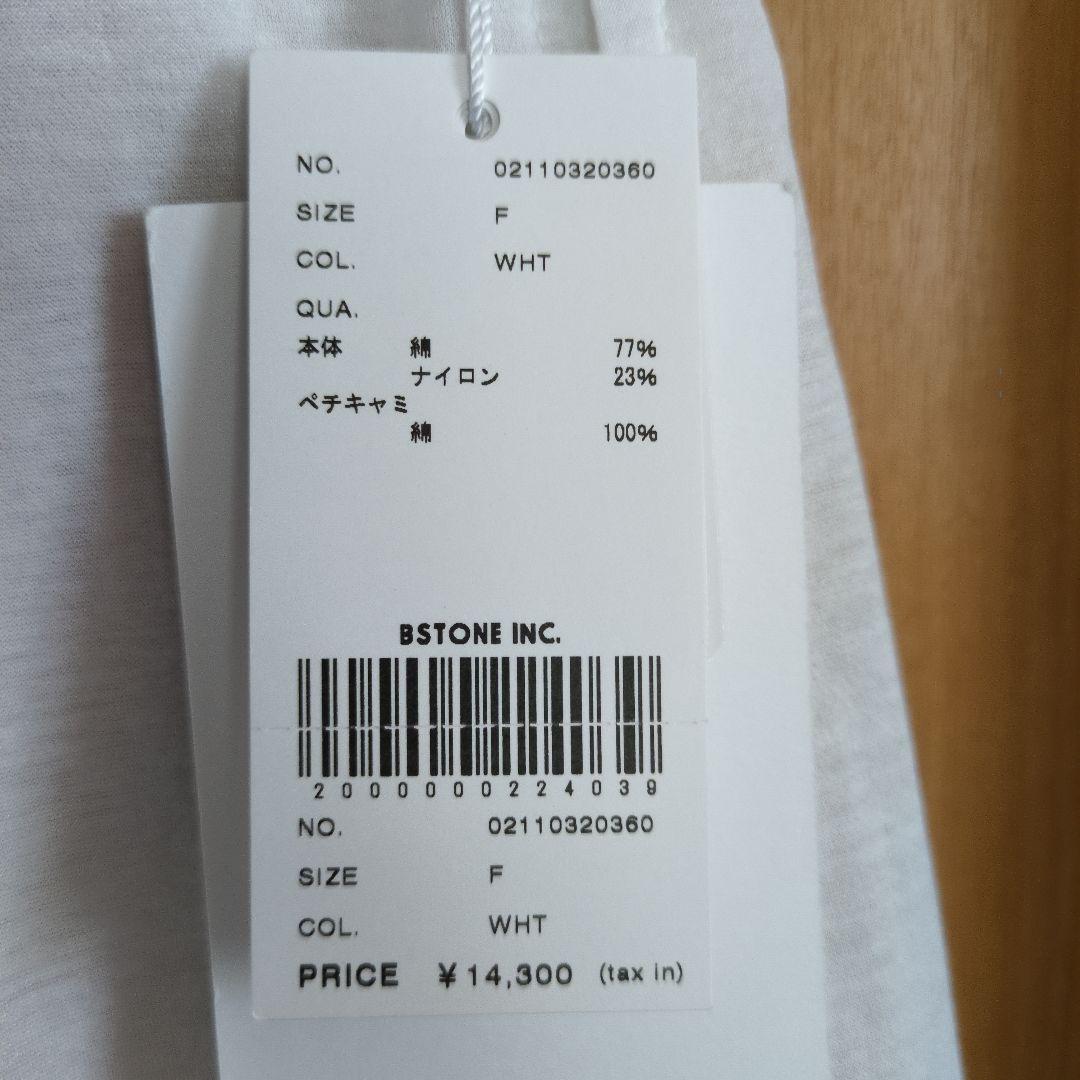 NO. 02110320360
SIZE F
COL. WHT
QUA.
本体 綿 77%
ナイロン 23%
ペチキャミ
綿 100%
BSTONE INC.
2000000224039
NO. 02110320360
SIZE F
COL. WHT
PRICE ¥14,300 (tax in)